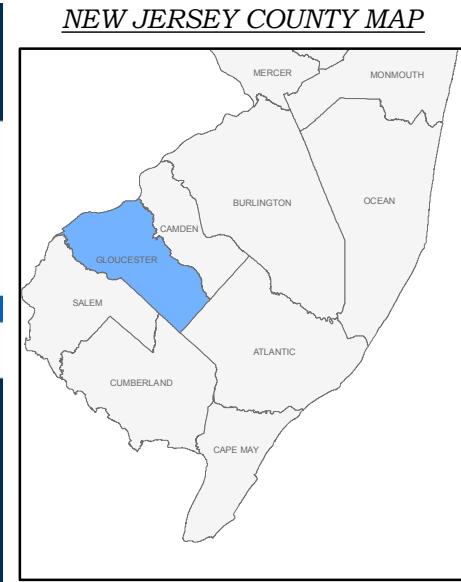 NEW JERSEY COUNTY MAP
MERCER
MONMOUTH
BURLINGTON
OCEAN
CAMDEN
GLOUCESTER
SALEM
ATLANTIC
CUMBERLAND
CAPE MAY